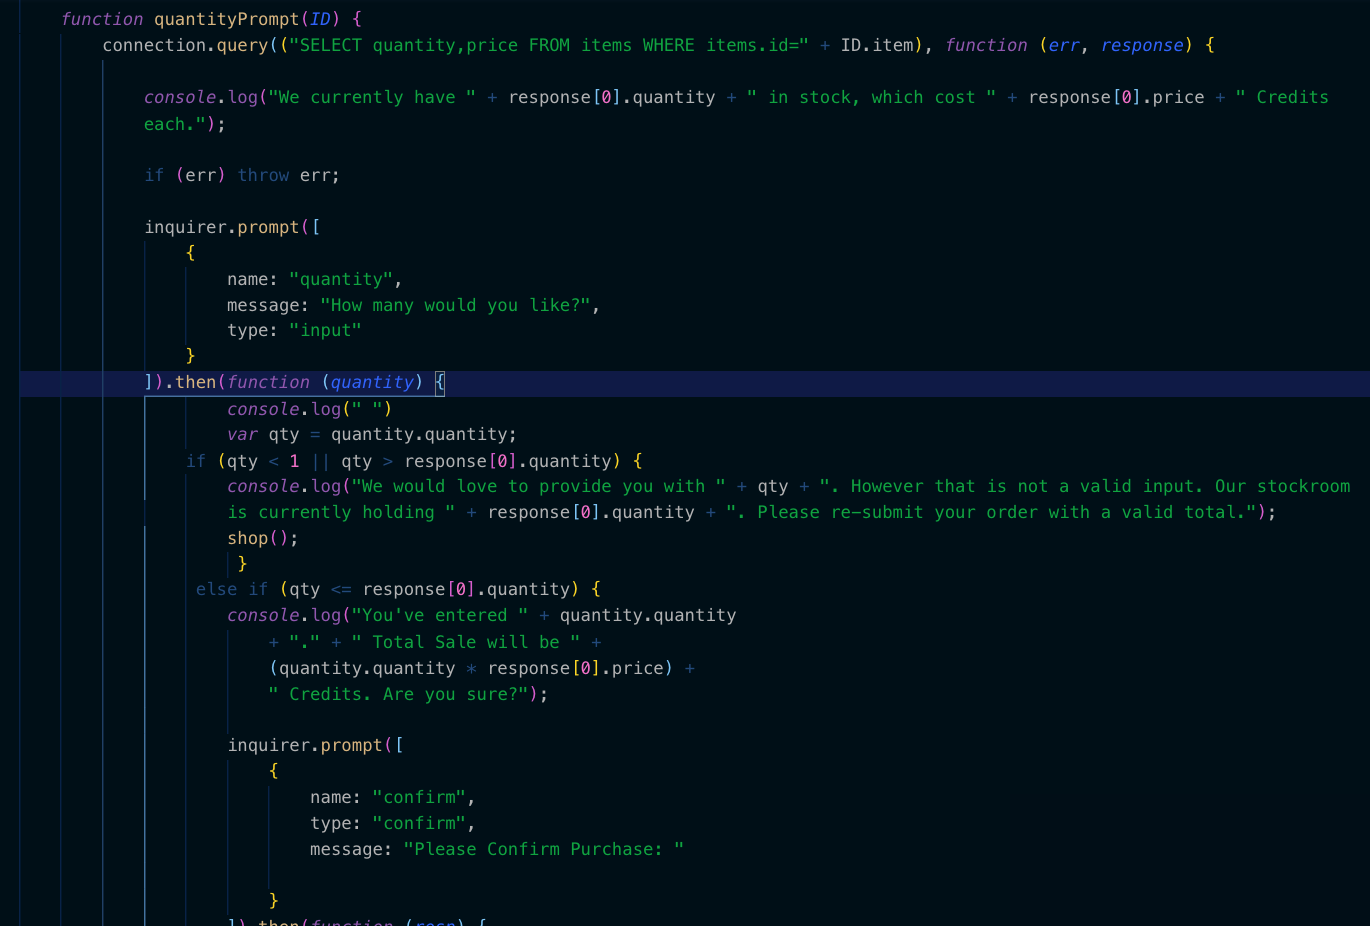 function quantityPrompt(ID) {
connection.query(("SELECT quantity,price FROM items WHERE items.id=" + ID.item), function (err, response) {
console.log("We currently have " + response[0].quantity + " in stock, which cost " + response[0].price + " Credits
each.");
if (err) throw err;
inquirer.prompt([
{
name: "quantity",
message: "How many would you like?",
type: "input"
}
]).then(function (quantity) {
console.log(" ")
var qty = quantity.quantity;
if (qty < 1 || qty > response[0].quantity) {
console.log("We would love to provide you with " + qty + ". However that is not a valid input. Our stockroom
is currently holding " + response[0].quantity + ". Please re-submit your order with a valid total.");
shop();
}
else if (qty <= response[0].quantity) {
console.log("You've entered " + quantity.quantity
+ "." + " Total Sale will be " +
(quantity.quantity * response[0].price) +
" Credits. Are you sure?");
inquirer.prompt([
{
name: "confirm",
type: "confirm",
message: "Please Confirm Purchase: "
}
]).then(function (resp) {